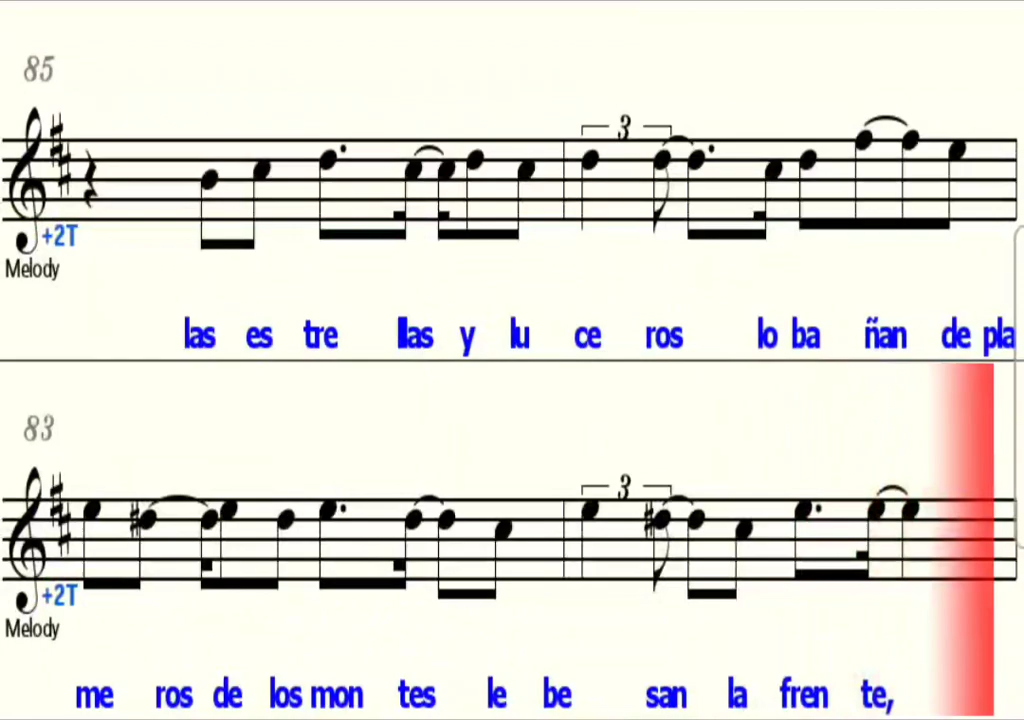 85
3
+2T
Melody
las es tre llas y lu ce ros lo ba ñan de pla
83
3
+2T
Melody
me ros de los mon tes le be san la fren te,